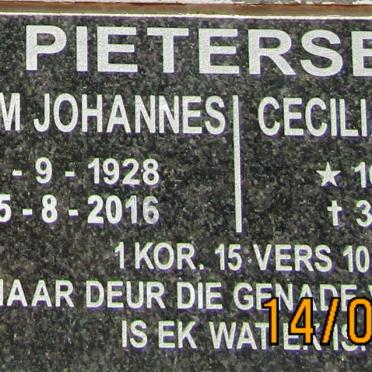 PIETERSE
M JOHANNES CECILI
- 9 - 1928 ★ 1
5 - 8 - 2016 † 3
1 KOR. 15 VERS 10
MAAR DEUR DIE GENADE V
IS EK WAT EK IS.
14/0